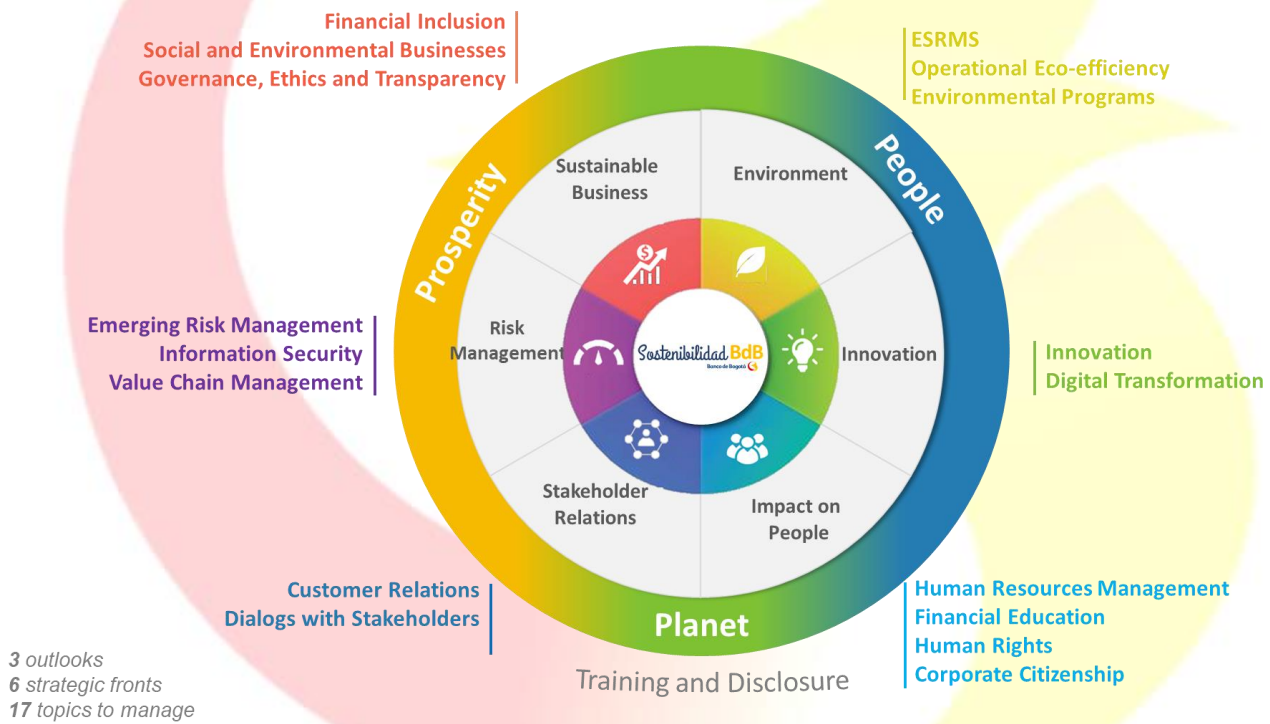 Financial Inclusion
Social and Environmental Businesses
Governance, Ethics and Transparency
ESRMS
Operational Eco-efficiency
Environmental Programs
Prosperity
People
Sustainable
Business
Environment
$
Emerging Risk Management
Information Security
Value Chain Management
Risk
Management
Sostenibilidad BdB
Banco de Bogotá
Innovation
Innovation
Digital Transformation
Stakeholder
Relations
Impact on
People
Customer Relations
Dialogs with Stakeholders
Human Resources Management
Financial Education
Human Rights
Corporate Citizenship
Planet
Training and Disclosure
3 outlooks
6 strategic fronts
17 topics to manage